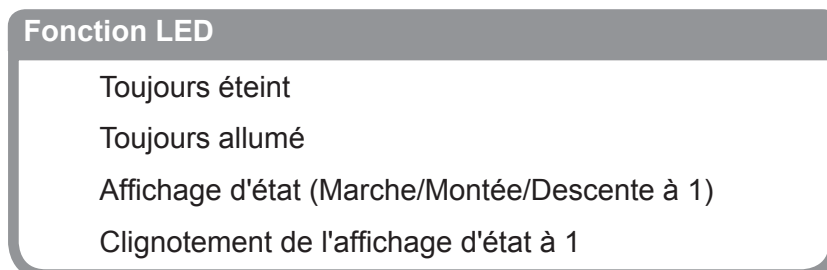 Fonction LED
Toujours éteint
Toujours allumé
Affichage d'état (Marche/Montée/Descente à 1)
Clignotement de l'affichage d'état à 1